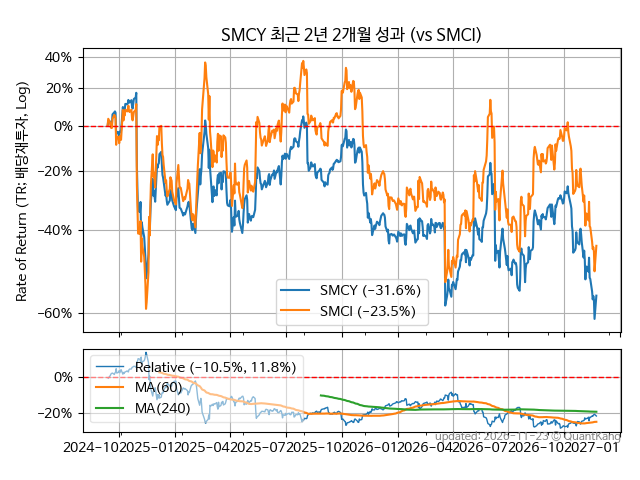 SMCY 최근 2년 2개월 성과 (vs SMCI)
Rate of Return (TR: 배당재투자, Log)
40%
20%
0%
−20%
−40%
−60%
SMCY (−31.6%)
SMCI (−23.5%)
0%
−20%
Relative (−10.5%, 11.8%)
MA(60)
MA(240)
2024-10 2025-01 2025-04 2025-07 2025-10 2026-01 2026-04 2026-07 2026-10 2027-01
updated: 2026-11-23 © QuantKang